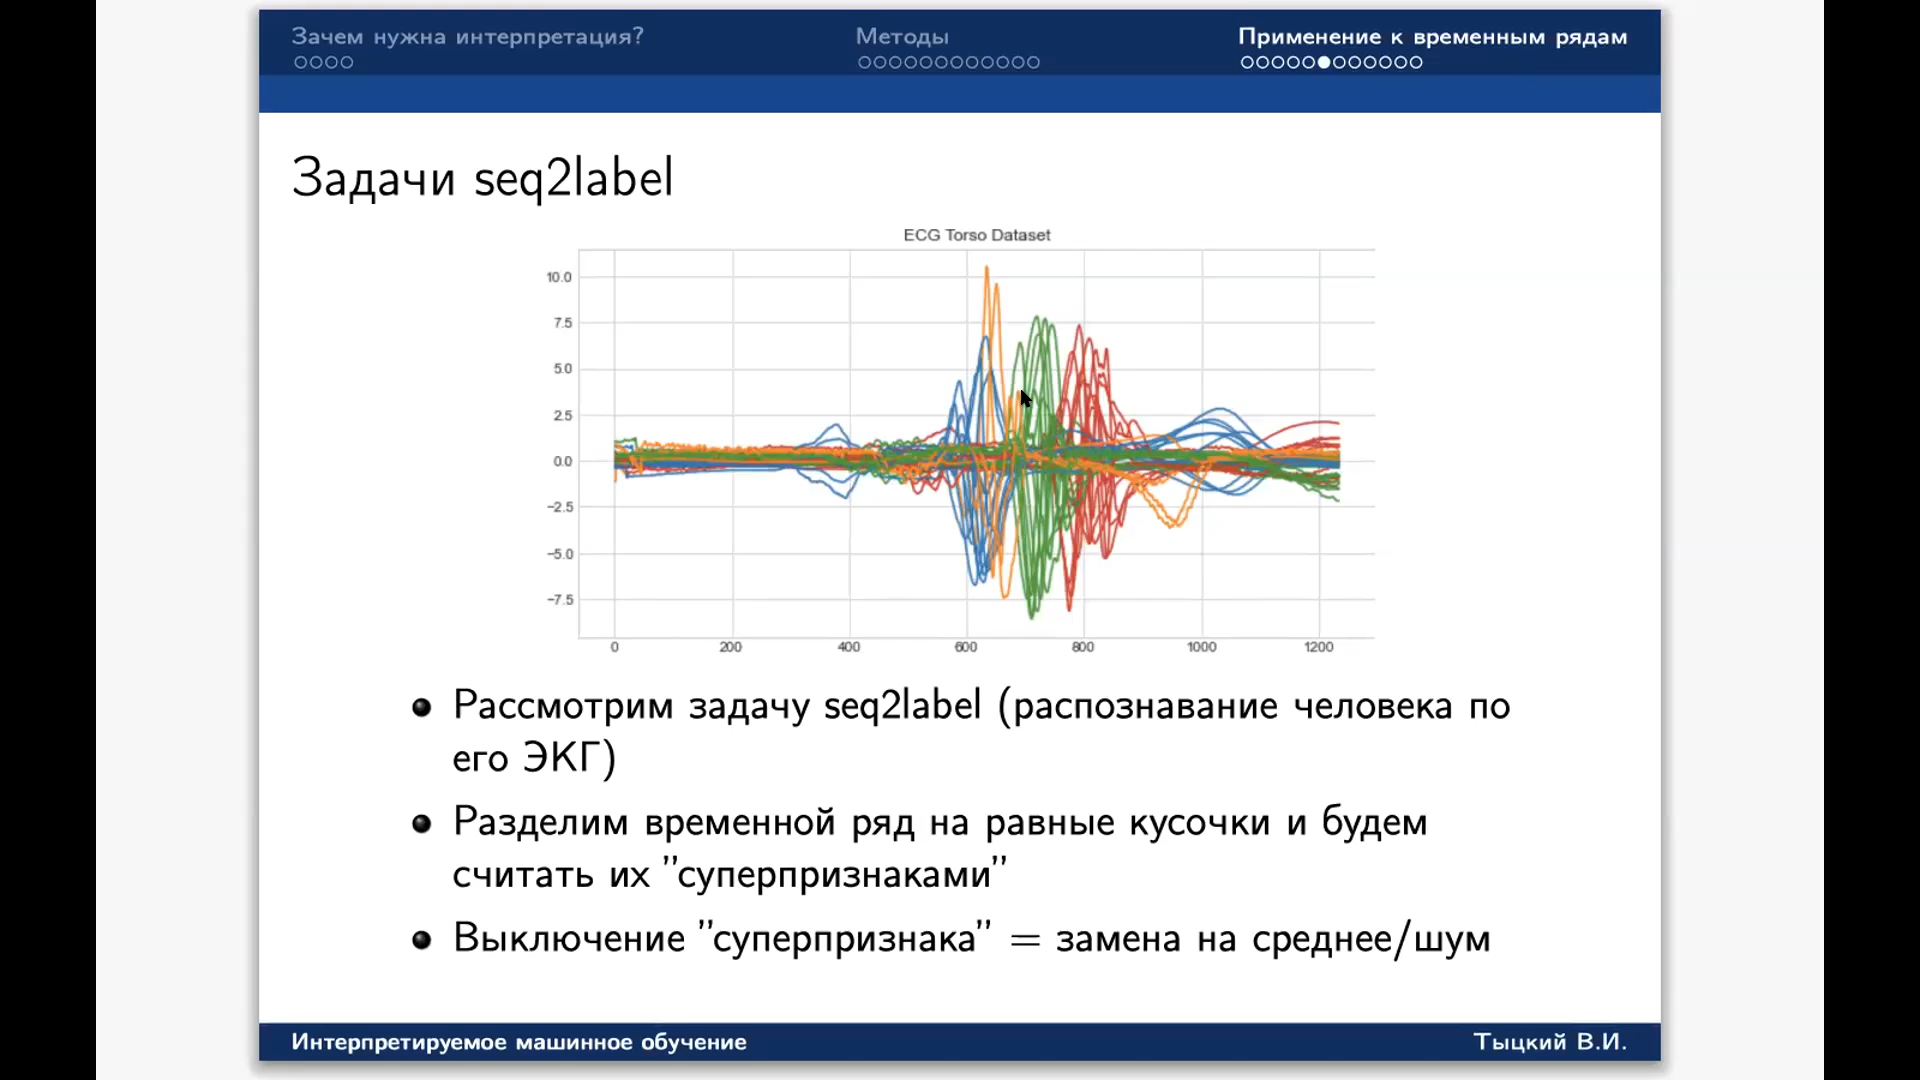 Зачем нужна интерпретация?
Методы
Применение к временным рядам
Задачи seq2label
ECG Torso Dataset
10.0
7.5
5.0
2.5
0.0
−2.5
−5.0
−7.5
0 200 400 600 800 1000 1200
Рассмотрим задачу seq2label (распознавание человека по
его ЭКГ)
Разделим временной ряд на равные кусочки и будем
считать их ”суперпризнаками”
Выключение ”суперпризнака” = замена на среднее/шум
Интерпретируемое машинное обучение
Тыцкий В.И.